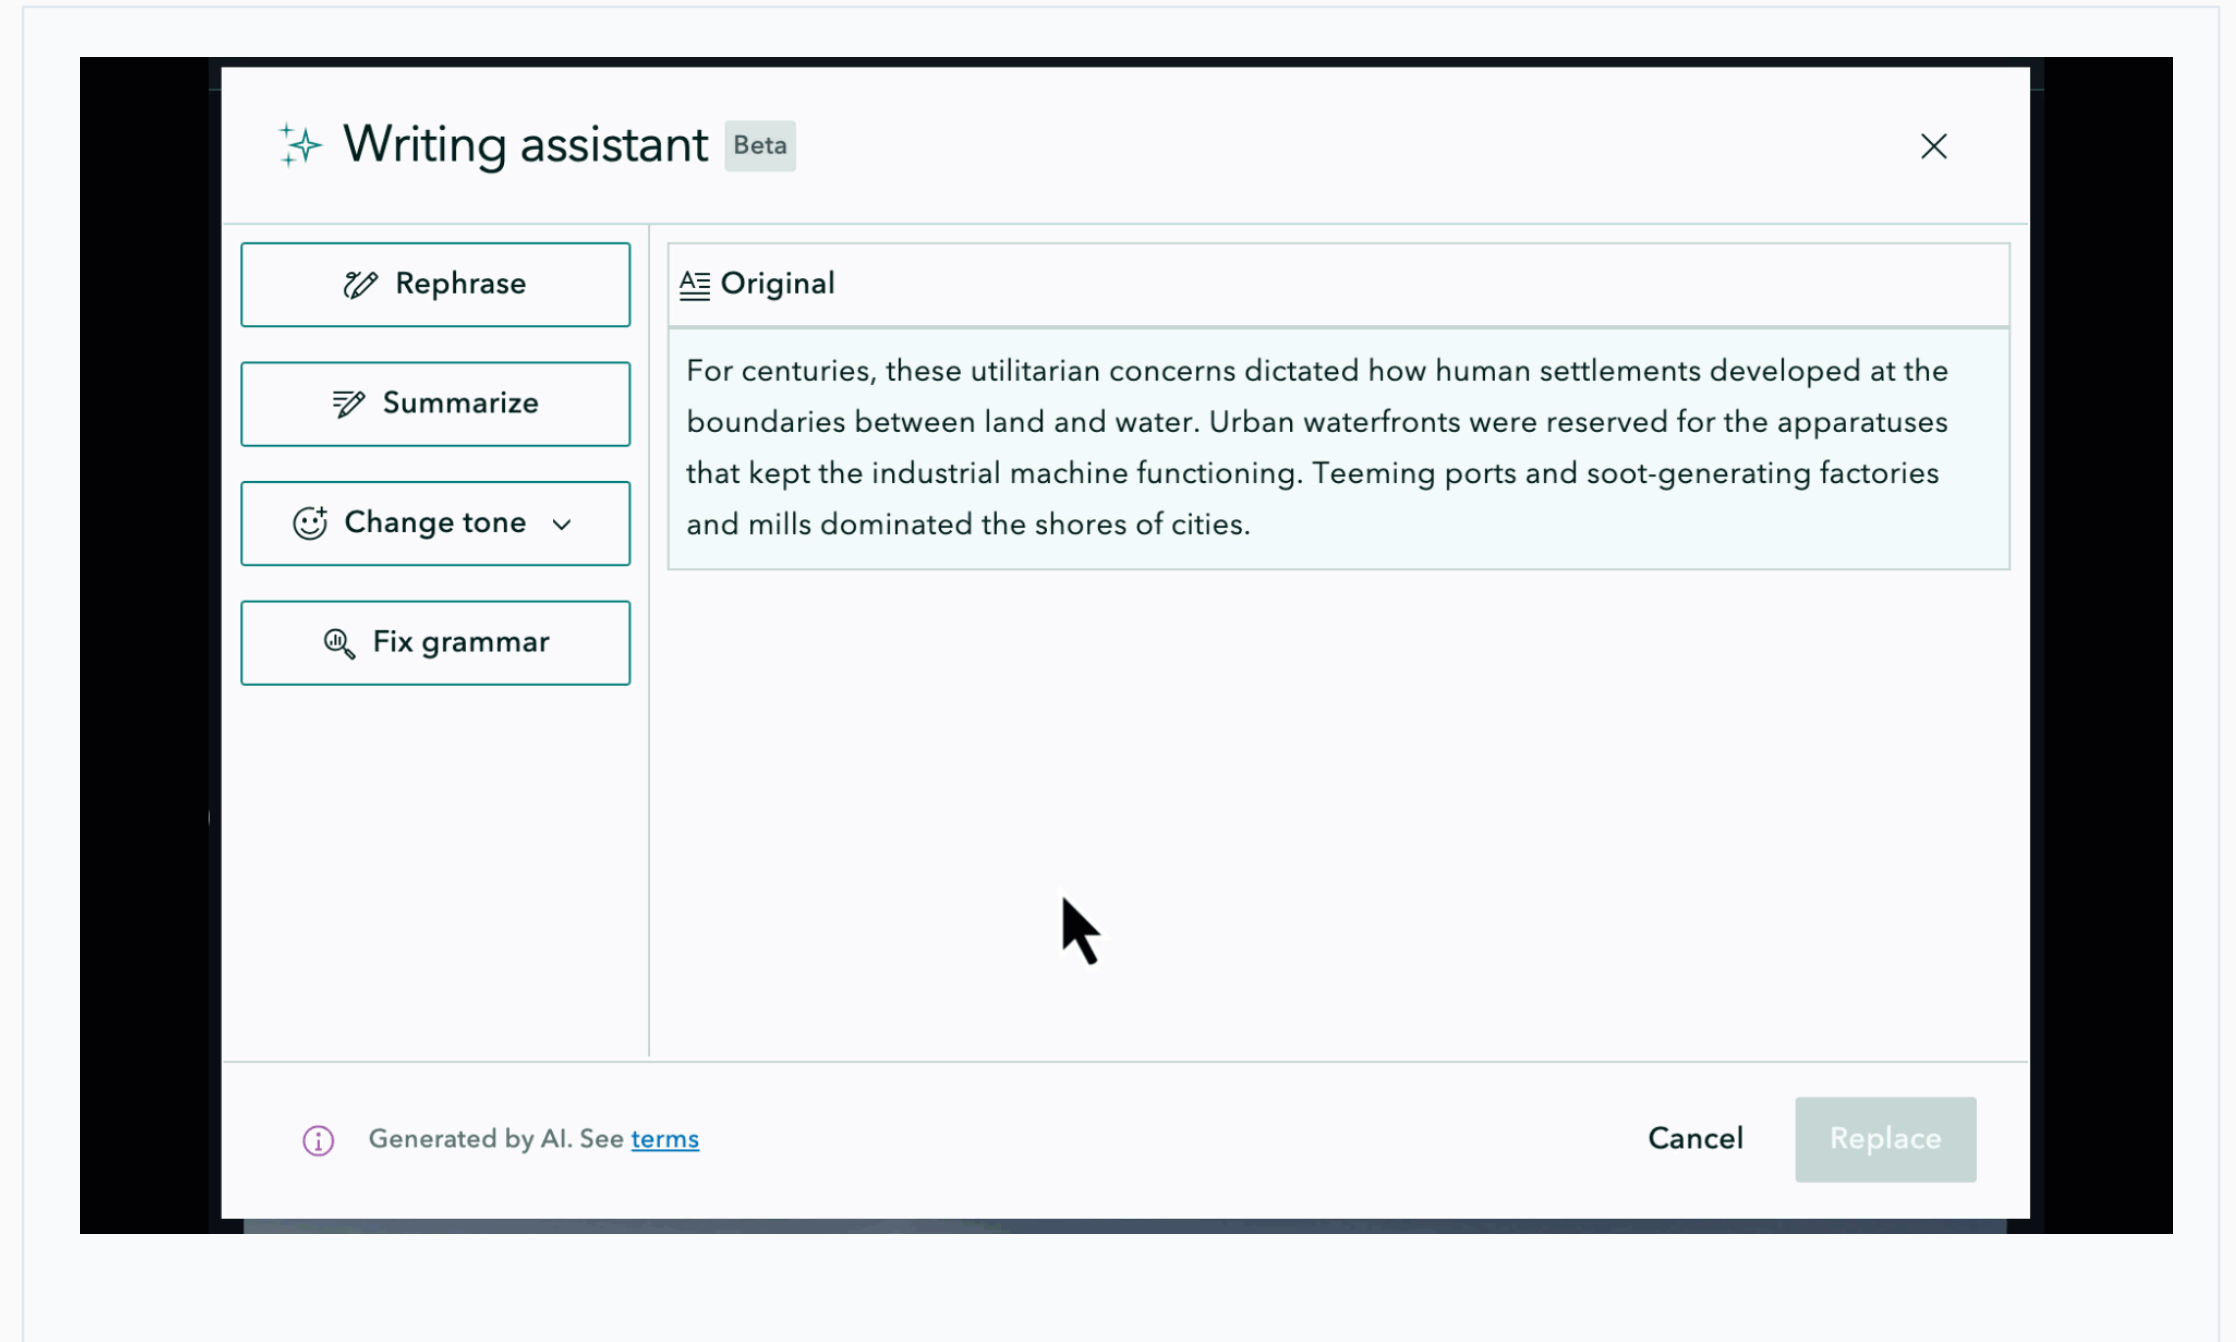 Writing assistant Beta
Rephrase
Summarize
Change tone
Fix grammar
Original
For centuries, these utilitarian concerns dictated how human settlements developed at the
boundaries between land and water. Urban waterfronts were reserved for the apparatuses
that kept the industrial machine functioning. Teeming ports and soot-generating factories
and mills dominated the shores of cities.
Generated by AI. See terms
Cancel
Replace